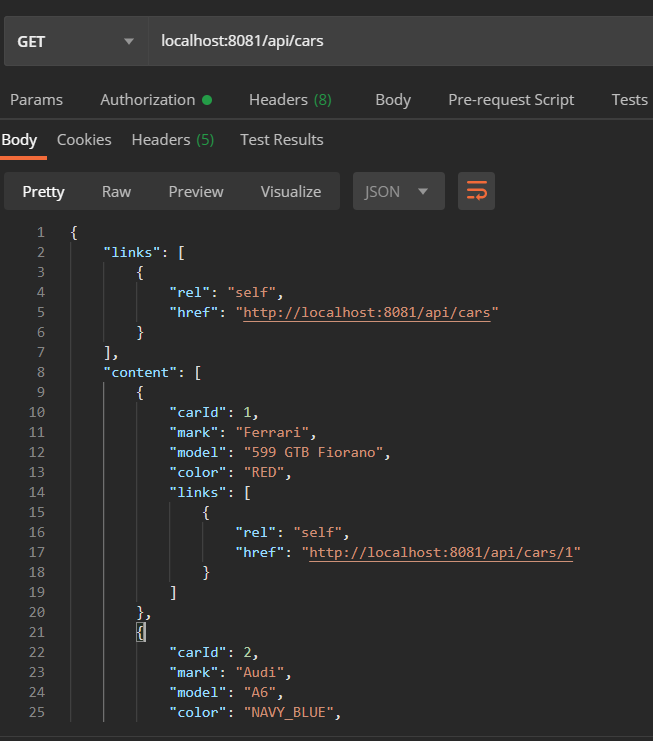 GET localhost:8081/api/cars
Params Authorization Headers (8) Body Pre-request Script Tests
Body Cookies Headers (5) Test Results
Pretty Raw Preview Visualize JSON
1 {
2 "links": [
3 {
4 "rel": "self",
5 "href": "http://localhost:8081/api/cars"
6 }
7 ],
8 "content": [
9 {
10 "carId": 1,
11 "mark": "Ferrari",
12 "model": "599 GTB Fiorano",
13 "color": "RED",
14 "links": [
15 {
16 "rel": "self",
17 "href": "http://localhost:8081/api/cars/1"
18 }
19 ]
20 },
21 {
22 "carId": 2,
23 "mark": "Audi",
24 "model": "A6",
25 "color": "NAVY_BLUE",